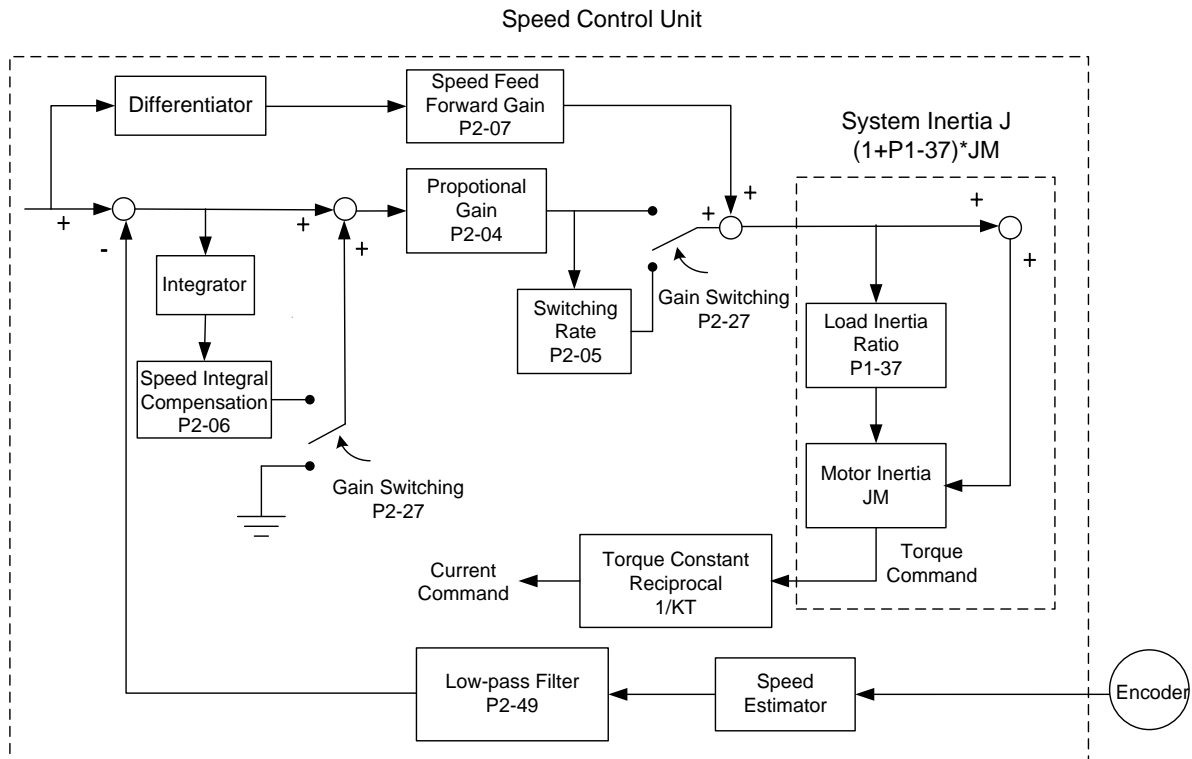 Speed Control Unit
Differentiator
Speed Feed
Forward Gain
P2-07
System Inertia J
(1+P1-37)*JM
+
-
+
+
Propotional
Gain
P2-04
+
+
+
+
Integrator
Switching
Rate
P2-05
Gain Switching
P2-27
Load Inertia
Ratio
P1-37
Speed Integral
Compensation
P2-06
Gain Switching
P2-27
Motor Inertia
JM
Current
Command
Torque Constant
Reciprocal
1/KT
Torque
Command
Low-pass Filter
P2-49
Speed
Estimator
Encoder